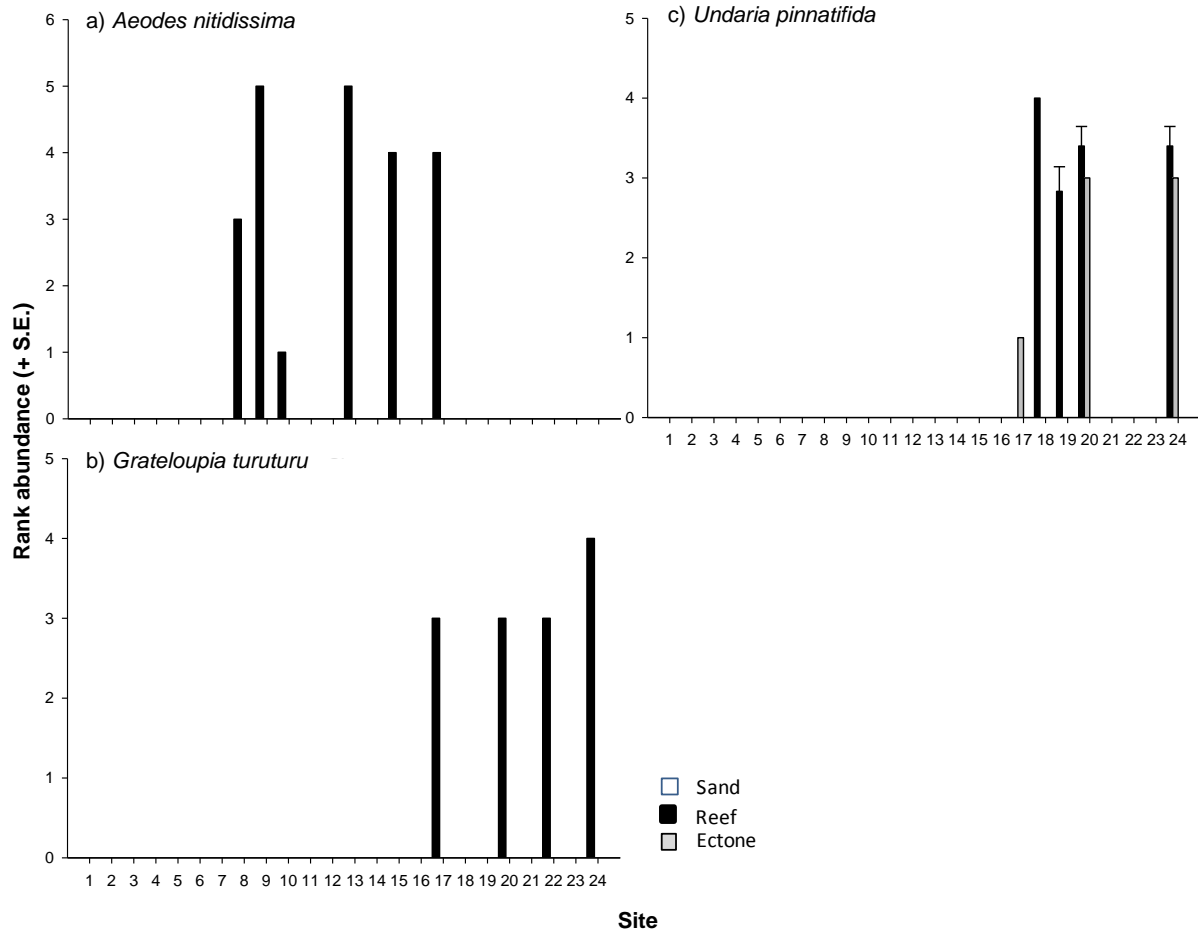 a) Aeodes nitidissima
6
5
4
3
2
1
0
c) Undaria pinnatifida
5
4
3
2
1
0
1 2 3 4 5 6 7 8 9 10 11 12 13 14 15 16 17 18 19 20 21 22 23 24
b) Grateloupia turuturu
5
4
3
2
1
0
1 2 3 4 5 6 7 8 9 10 11 12 13 14 15 16 17 18 19 20 21 22 23 24
Rank abundance (+ S.E.)
Sand
Reef
Ectone
Site